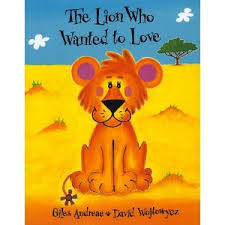 The Lion Who
Wanted to Love
Giles Andreae • David Wojtowycz